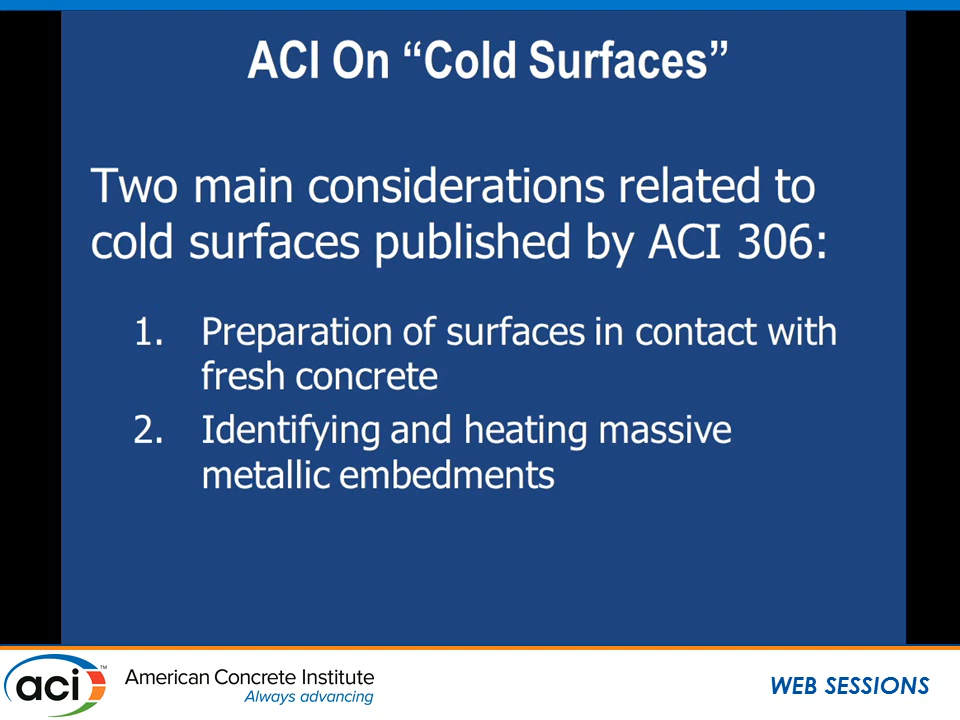 ACI On “Cold Surfaces”
Two main considerations related to
cold surfaces published by ACI 306:
1. Preparation of surfaces in contact with
fresh concrete
2. Identifying and heating massive
metallic embedments
aci™
American Concrete Institute
Always advancing
WEB SESSIONS